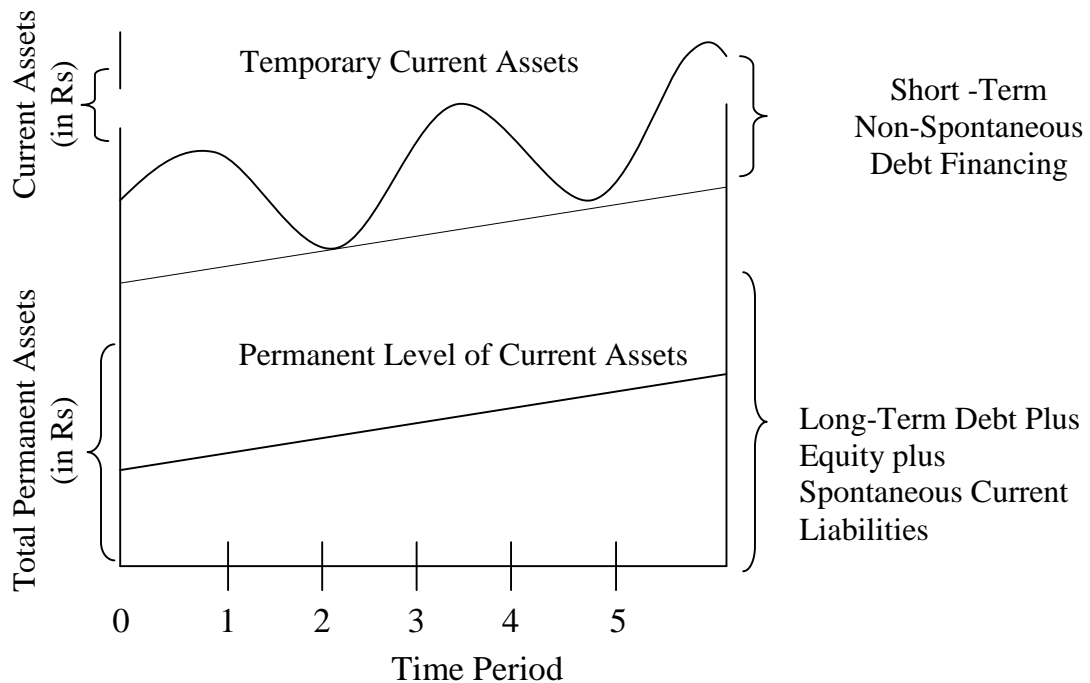 Current Assets
(in Rs)
Temporary Current Assets
Short -Term
Non-Spontaneous
Debt Financing
Total Permanent Assets
(in Rs)
Permanent Level of Current Assets
Long-Term Debt Plus
Equity plus
Spontaneous Current
Liabilities
0 1 2 3 4 5
Time Period